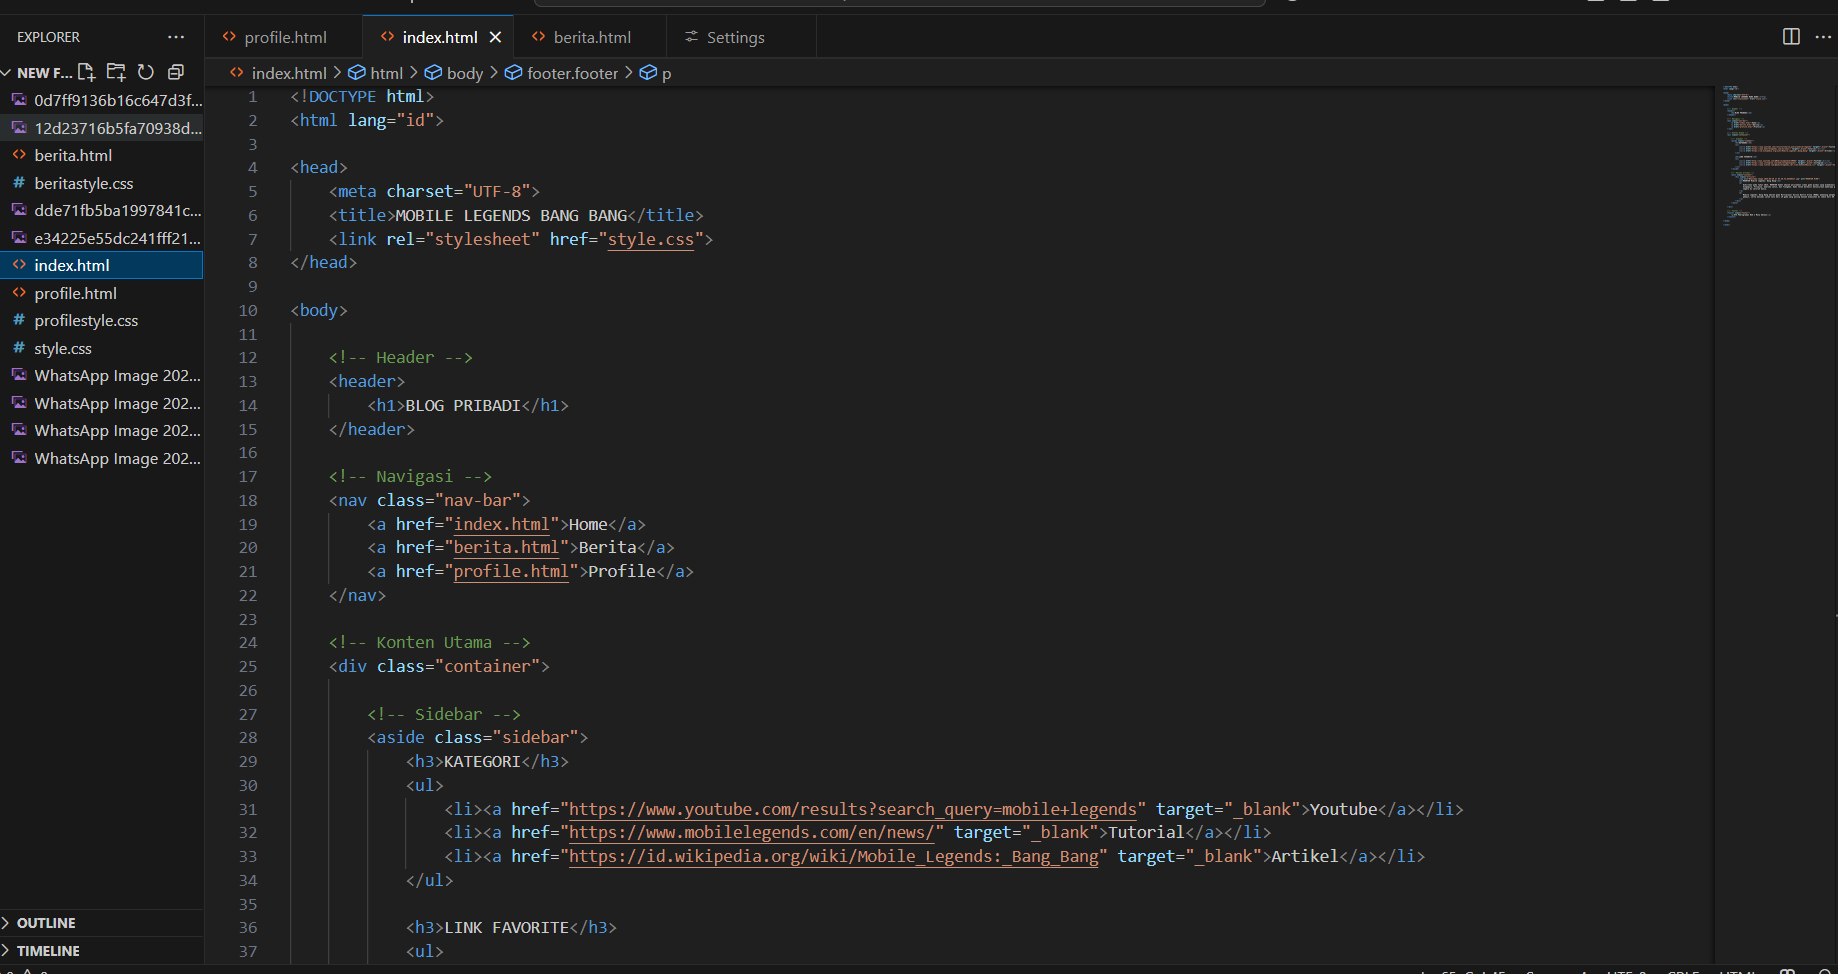 EXPLORER
profile.html
index.html
berita.html
Settings
NEW F...
index.html > html > body > footer.footer > p
0d7ff9136b16c647d3f...
12d23716b5fa70938d...
berita.html
beritastyle.css
dde71fb5ba1997841c...
e34225e55dc241fff21...
index.html
profile.html
profilestyle.css
style.css
WhatsApp Image 202...
WhatsApp Image 202...
WhatsApp Image 202...
WhatsApp Image 202...
OUTLINE
TIMELINE
1 <!DOCTYPE html>
2 <html lang="id">
3
4 <head>
5 <meta charset="UTF-8">
6 <title>MOBILE LEGENDS BANG BANG</title>
7 <link rel="stylesheet" href="style.css">
8 </head>
9
10 <body>
11
12 <!-- Header -->
13 <header>
14 <h1>BLOG PRIBADI</h1>
15 </header>
16
17 <!-- Navigasi -->
18 <nav class="nav-bar">
19 <a href="index.html">Home</a>
20 <a href="berita.html">Berita</a>
21 <a href="profile.html">Profile</a>
22 </nav>
23
24 <!-- Konten Utama -->
25 <div class="container">
26
27 <!-- Sidebar -->
28 <aside class="sidebar">
29 <h3>KATEGORI</h3>
30 <ul>
31 <li><a href="https://www.youtube.com/results?search_query=mobile+legends" target="_blank">Youtube</a></li>
32 <li><a href="https://www.mobilelegends.com/en/news/" target="_blank">Tutorial</a></li>
33 <li><a href="https://id.wikipedia.org/wiki/Mobile_Legends:_Bang_Bang" target="_blank">Artikel</a></li>
34 </ul>
35
36 <h3>LINK FAVORITE</h3>
37 <ul>